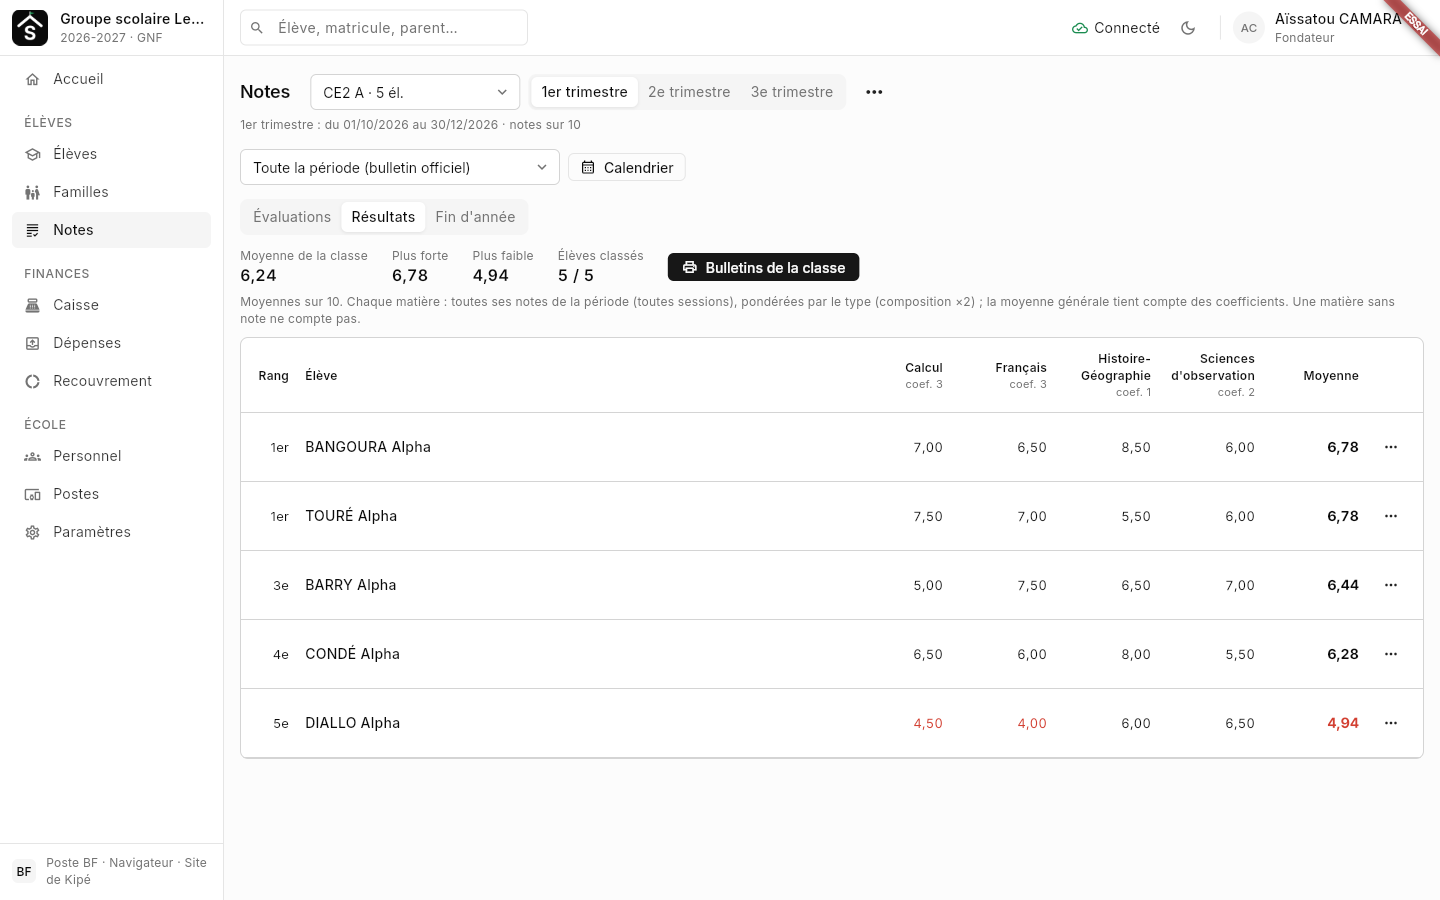 Groupe scolaire Le...
2026-2027 · GNF
Élève, matricule, parent...
Connecté
AC
Aïssatou CAMARA
Fondateur
ESSAI
Accueil
ÉLÈVES
Élèves
Familles
Notes
FINANCES
Caisse
Dépenses
Recouvrement
ÉCOLE
Personnel
Postes
Paramètres
BF
Poste BF · Navigateur · Site
de Kipé
Notes
CE2 A · 5 él.
1er trimestre
2e trimestre
3e trimestre
1er trimestre : du 01/10/2026 au 30/12/2026 · notes sur 10
Toute la période (bulletin officiel)
Calendrier
Évaluations
Résultats
Fin d'année
Moyenne de la classe
6,24
Plus forte
6,78
Plus faible
4,94
Élèves classés
5 / 5
Bulletins de la classe
Moyennes sur 10. Chaque matière : toutes ses notes de la période (toutes sessions), pondérées par le type (composition ×2) ; la moyenne générale tient compte des coefficients. Une matière sans
note ne compte pas.
Rang Élève Calcul coef. 3 Français coef. 3 Histoire-Géographie coef. 1 Sciences d'observation coef. 2 Moyenne
1er BANGOURA Alpha 7,00 6,50 8,50 6,00 6,78
1er TOURÉ Alpha 7,50 7,00 5,50 6,00 6,78
3e BARRY Alpha 5,00 7,50 6,50 7,00 6,44
4e CONDÉ Alpha 6,50 6,00 8,00 5,50 6,28
5e DIALLO Alpha 4,50 4,00 6,00 6,50 4,94